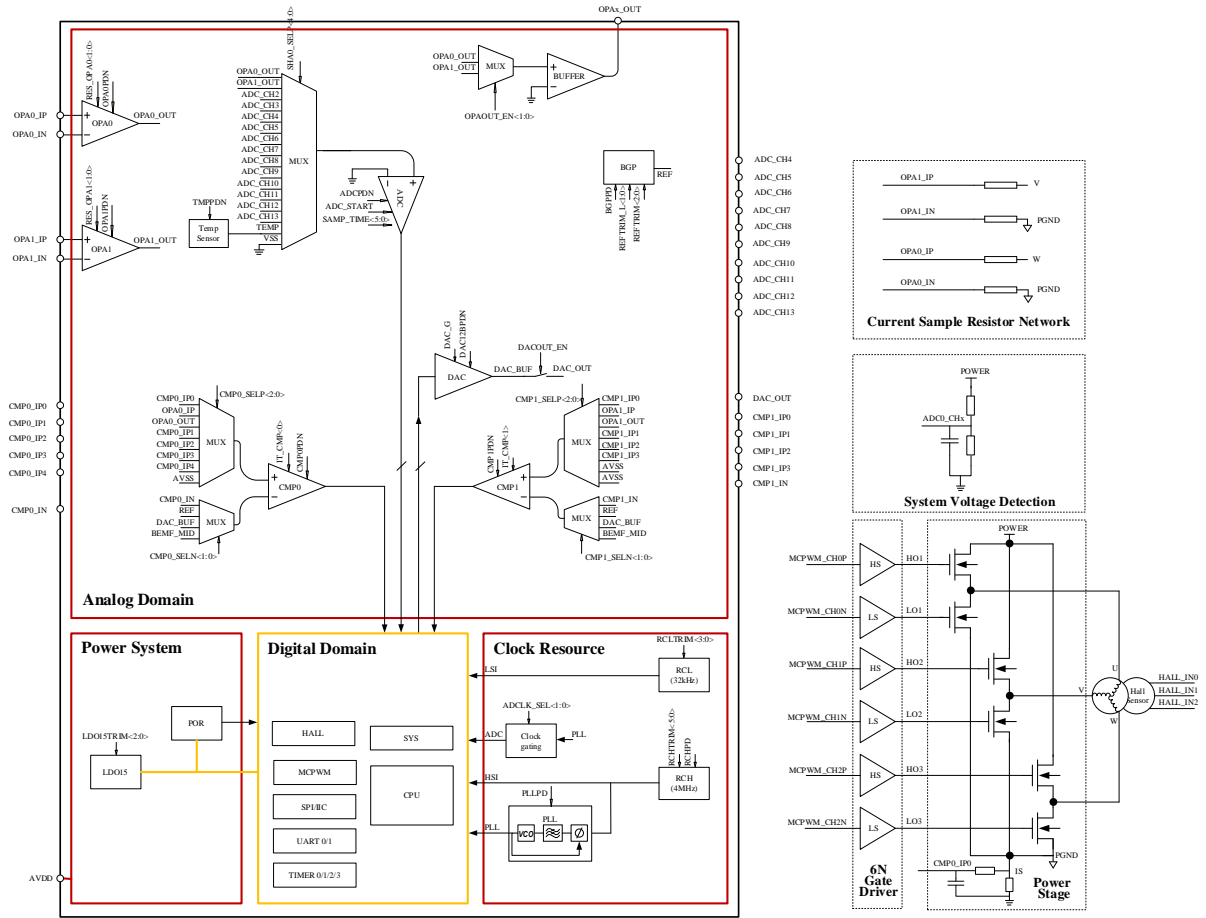 OPAx_OUT
SHA0_SELP<4:0>
OPA0_OUT
OPA1_OUT
MUX
BUFFER
OPAOUT_EN<1:0>
RES_OPA0<1:0>
OPA0PDN
OPA0_IP
OPA0_IN
OPA0
OPA0_OUT
OPA0_OUT
OPA1_OUT
ADC_CH2
ADC_CH3
ADC_CH4
ADC_CH5
ADC_CH6
ADC_CH7
ADC_CH8
ADC_CH9
ADC_CH10
ADC_CH11
ADC_CH12
ADC_CH13
TEMP
VSS
MUX
TMPPDN
Temp
Sensor
ADC
ADCPDN
ADC_START
SAMP_TIME<5:0>
RES_OPA1<1:0>
OPA1PDN
OPA1_IP
OPA1_IN
OPA1
OPA1_OUT
BGP
REF
BGPPD
REFTRIM_L<1:0>
REFTRIM<2:0>
ADC_CH4
ADC_CH5
ADC_CH6
ADC_CH7
ADC_CH8
ADC_CH9
ADC_CH10
ADC_CH11
ADC_CH12
ADC_CH13
OPA1_IP
V
OPA1_IN
PGND
OPA0_IP
W
OPA0_IN
PGND
Current Sample Resistor Network
DAC_G
DAC12BPDN
DACOUT_EN
DAC
DAC_BUF
DAC_OUT
CMP0_IP0
CMP0_IP1
CMP0_IP2
CMP0_IP3
CMP0_IP4
CMP0_IN
CMP0_SELP<2:0>
CMP0_IP0
OPA0_IP
OPA0_OUT
CMP0_IP1
CMP0_IP2
CMP0_IP3
CMP0_IP4
AVSS
MUX
IT_CMP<0>
CMP0PDN
CMP0
CMP0_IN
REF
DAC_BUF
BEMF_MID
MUX
CMP0_SELN<1:0>
CMP1_SELP<2:0>
CMP1_IP0
OPA1_IP
OPA1_OUT
CMP1_IP1
CMP1_IP2
CMP1_IP3
AVSS
AVSS
MUX
CMP1PDN
IT_CMP<1>
CMP1
CMP1_IN
REF
DAC_BUF
BEMF_MID
MUX
CMP1_SELN<1:0>
DAC_OUT
CMP1_IP0
CMP1_IP1
CMP1_IP2
CMP1_IP3
CMP1_IN
Analog Domain
POWER
ADC0_CHx
System Voltage Detection
Power System
LDO15TRIM<2:0>
LDO15
POR
AVDD
Digital Domain
HALL
MCPWM
SPI/IIC
UART 0/1
TIMER 0/1/2/3
SYS
CPU
Clock Resource
RCLTRIM<3:0>
RCL
(32kHz)
LSI
ADCLK_SEL<1:0>
Clock
gating
PLL
ADC
RCHTRIM<5:0>
RCHPD
RCH
(4MHz)
HSI
PLLPD
PLL
VCO
PLL
MCPWM_CH0P
HS
HO1
MCPWM_CH0N
LS
LO1
MCPWM_CH1P
HS
HO2
MCPWM_CH1N
LS
LO2
MCPWM_CH2P
HS
HO3
MCPWM_CH2N
LS
LO3
6N
Gate
Driver
POWER
U
V
W
Hall
Sensor
HALL_IN0
HALL_IN1
HALL_IN2
PGND
CMP0_IP0
IS
Power
Stage